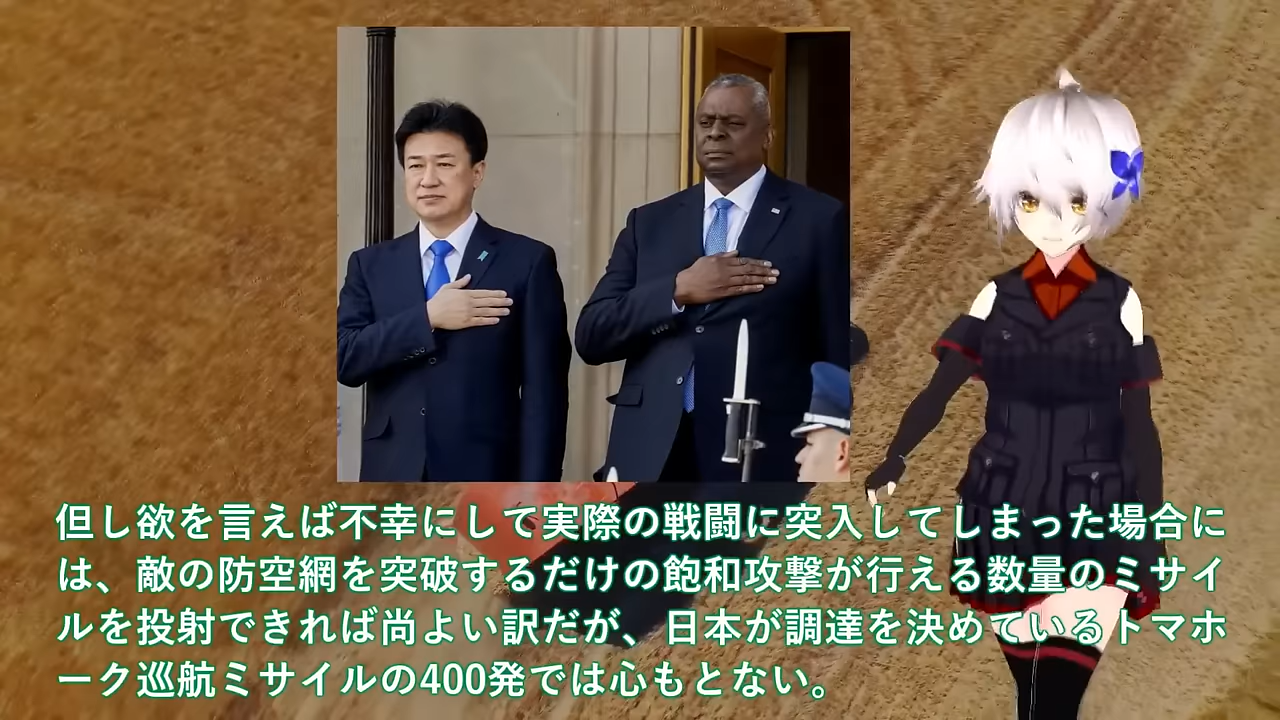 但し欲を言えば不幸にして実際の戦闘に突入してしまった場合に
は、敵の防空網を突破するだけの飽和攻撃が行える数量のミサイ
ルを投射できれば尚よい訳だが、日本が調達を決めているトマホ
ーク巡航ミサイルの400発では心もとない。